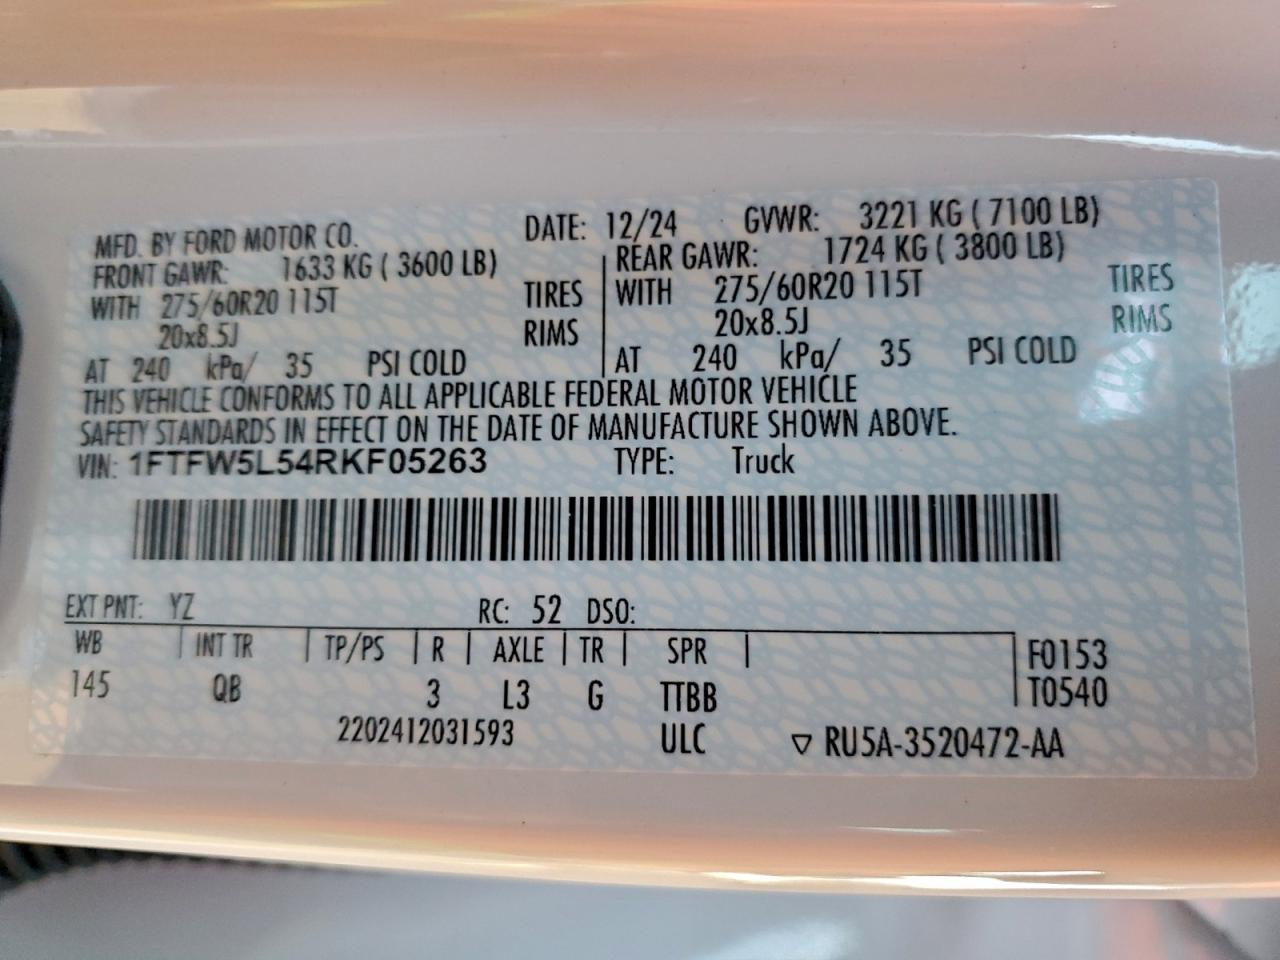 MFD. BY FORD MOTOR CO. DATE: 12/24 GVWR: 3221 KG ( 7100 LB)
FRONT GAWR: 1633 KG ( 3600 LB) REAR GAWR: 1724 KG ( 3800 LB)
WITH 275/60R20 115T TIRES WITH 275/60R20 115T TIRES
20x8.5J RIMS 20x8.5J RIMS
AT 240 kPa/ 35 PSI COLD AT 240 kPa/ 35 PSI COLD
THIS VEHICLE CONFORMS TO ALL APPLICABLE FEDERAL MOTOR VEHICLE
SAFETY STANDARDS IN EFFECT ON THE DATE OF MANUFACTURE SHOWN ABOVE.
VIN: 1FTFW5L54RKF05263 TYPE: Truck
EXT PNT: YZ RC: 52 DSO:
WB INT TR TP/PS R AXLE TR SPR F0153
145 QB 3 L3 G TTBB T0540
2202412031593 ULC ▽ RU5A-3520472-AA